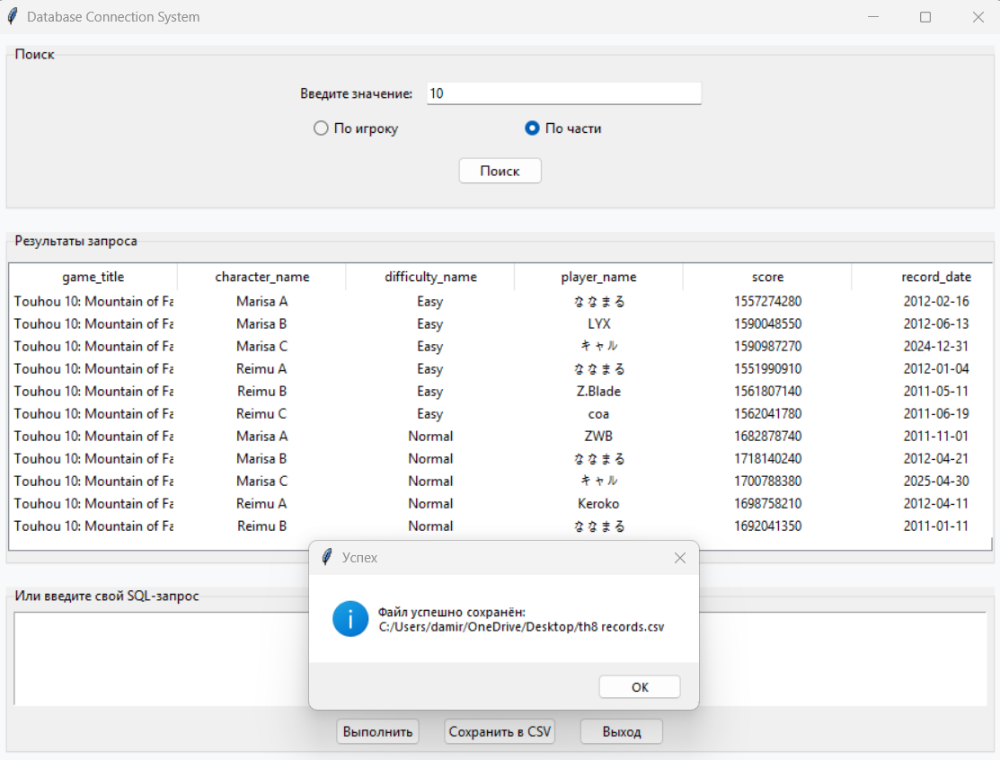 Database Connection System
Поиск
Введите значение: 10
По игроку По части
Поиск
Результаты запроса
game_title character_name difficulty_name player_name score record_date
Touhou 10: Mountain of Fa Marisa A Easy ななまる 1557274280 2012-02-16
Touhou 10: Mountain of Fa Marisa B Easy LYX 1590048550 2012-06-13
Touhou 10: Mountain of Fa Marisa C Easy キャル 1590987270 2024-12-31
Touhou 10: Mountain of Fa Reimu A Easy ななまる 1551990910 2012-01-04
Touhou 10: Mountain of Fa Reimu B Easy Z.Blade 1561807140 2011-05-11
Touhou 10: Mountain of Fa Reimu C Easy coa 1562041780 2011-06-19
Touhou 10: Mountain of Fa Marisa A Normal ZWB 1682878740 2011-11-01
Touhou 10: Mountain of Fa Marisa B Normal ななまる 1718140240 2012-04-21
Touhou 10: Mountain of Fa Marisa C Normal キャル 1700788380 2025-04-30
Touhou 10: Mountain of Fa Reimu A Normal Keroko 1698758210 2012-04-11
Touhou 10: Mountain of Fa Reimu B Normal ななまる 1692041350 2011-01-11
Успех
Файл успешно сохранён:
C:/Users/damir/OneDrive/Desktop/th8 records.csv
OK
Или введите свой SQL-запрос
Выполнить Сохранить в CSV Выход